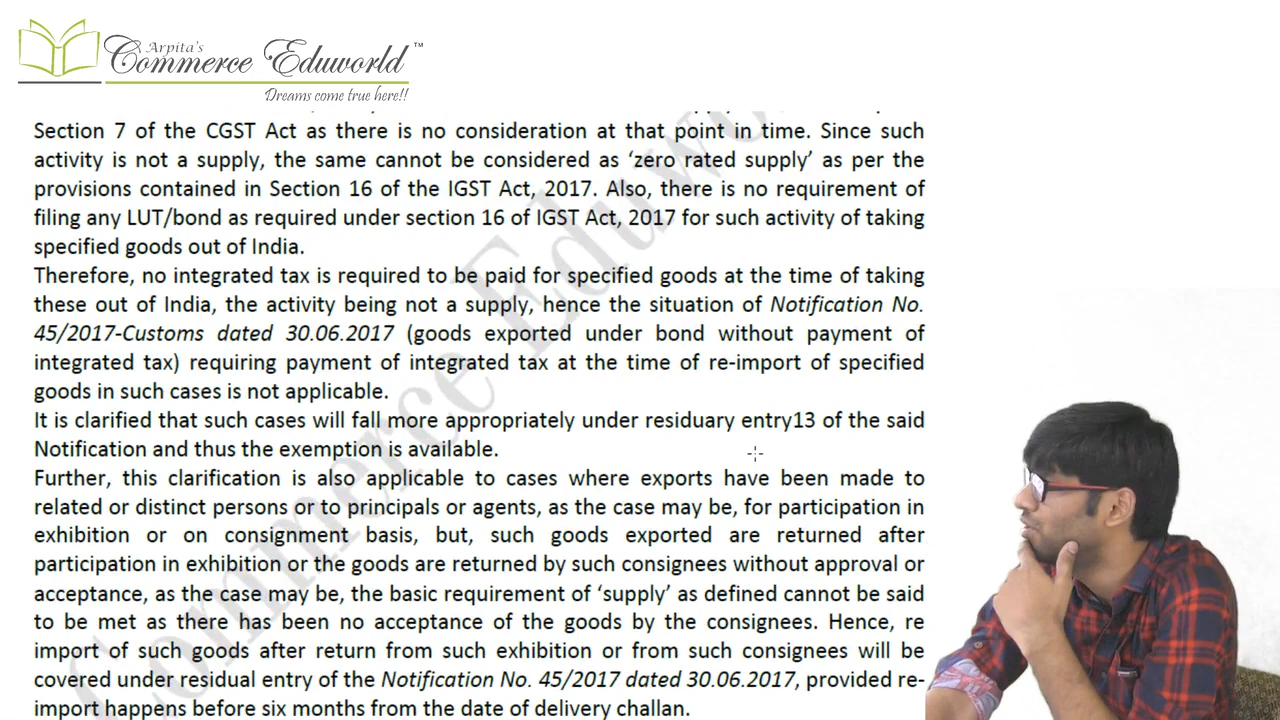 Arpita's
Commerce Eduworld™
Dreams come true here!!
Section 7 of the CGST Act as there is no consideration at that point in time. Since such
activity is not a supply, the same cannot be considered as ‘zero rated supply’ as per the
provisions contained in Section 16 of the IGST Act, 2017. Also, there is no requirement of
filing any LUT/bond as required under section 16 of IGST Act, 2017 for such activity of taking
specified goods out of India.
Therefore, no integrated tax is required to be paid for specified goods at the time of taking
these out of India, the activity being not a supply, hence the situation of Notification No.
45/2017-Customs dated 30.06.2017 (goods exported under bond without payment of
integrated tax) requiring payment of integrated tax at the time of re-import of specified
goods in such cases is not applicable.
It is clarified that such cases will fall more appropriately under residuary entry13 of the said
Notification and thus the exemption is available.
Further, this clarification is also applicable to cases where exports have been made to
related or distinct persons or to principals or agents, as the case may be, for participation in
exhibition or on consignment basis, but, such goods exported are returned after
participation in exhibition or the goods are returned by such consignees without approval or
acceptance, as the case may be, the basic requirement of ‘supply’ as defined cannot be said
to be met as there has been no acceptance of the goods by the consignees. Hence, re
import of such goods after return from such exhibition or from such consignees will be
covered under residual entry of the Notification No. 45/2017 dated 30.06.2017, provided re-
import happens before six months from the date of delivery challan.
Commerce Eduwo